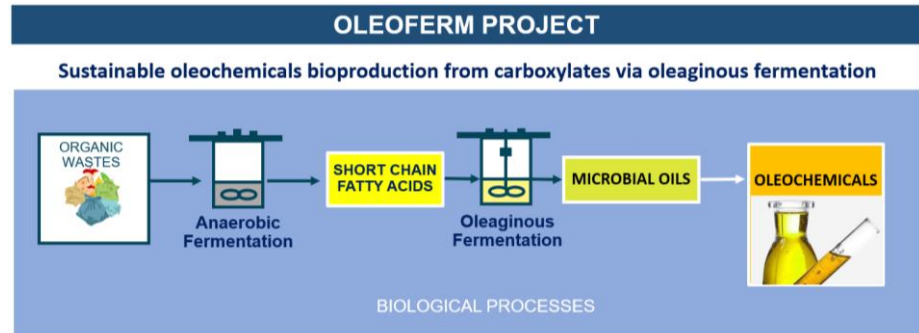 OLEOFERM PROJECT
Sustainable oleochemicals bioproduction from carboxylates via oleaginous fermentation
ORGANIC
WASTES
Anaerobic
Fermentation
SHORT CHAIN
FATTY ACIDS
Oleaginous
Fermentation
MICROBIAL OILS
OLEOCHEMICALS
BIOLOGICAL PROCESSES